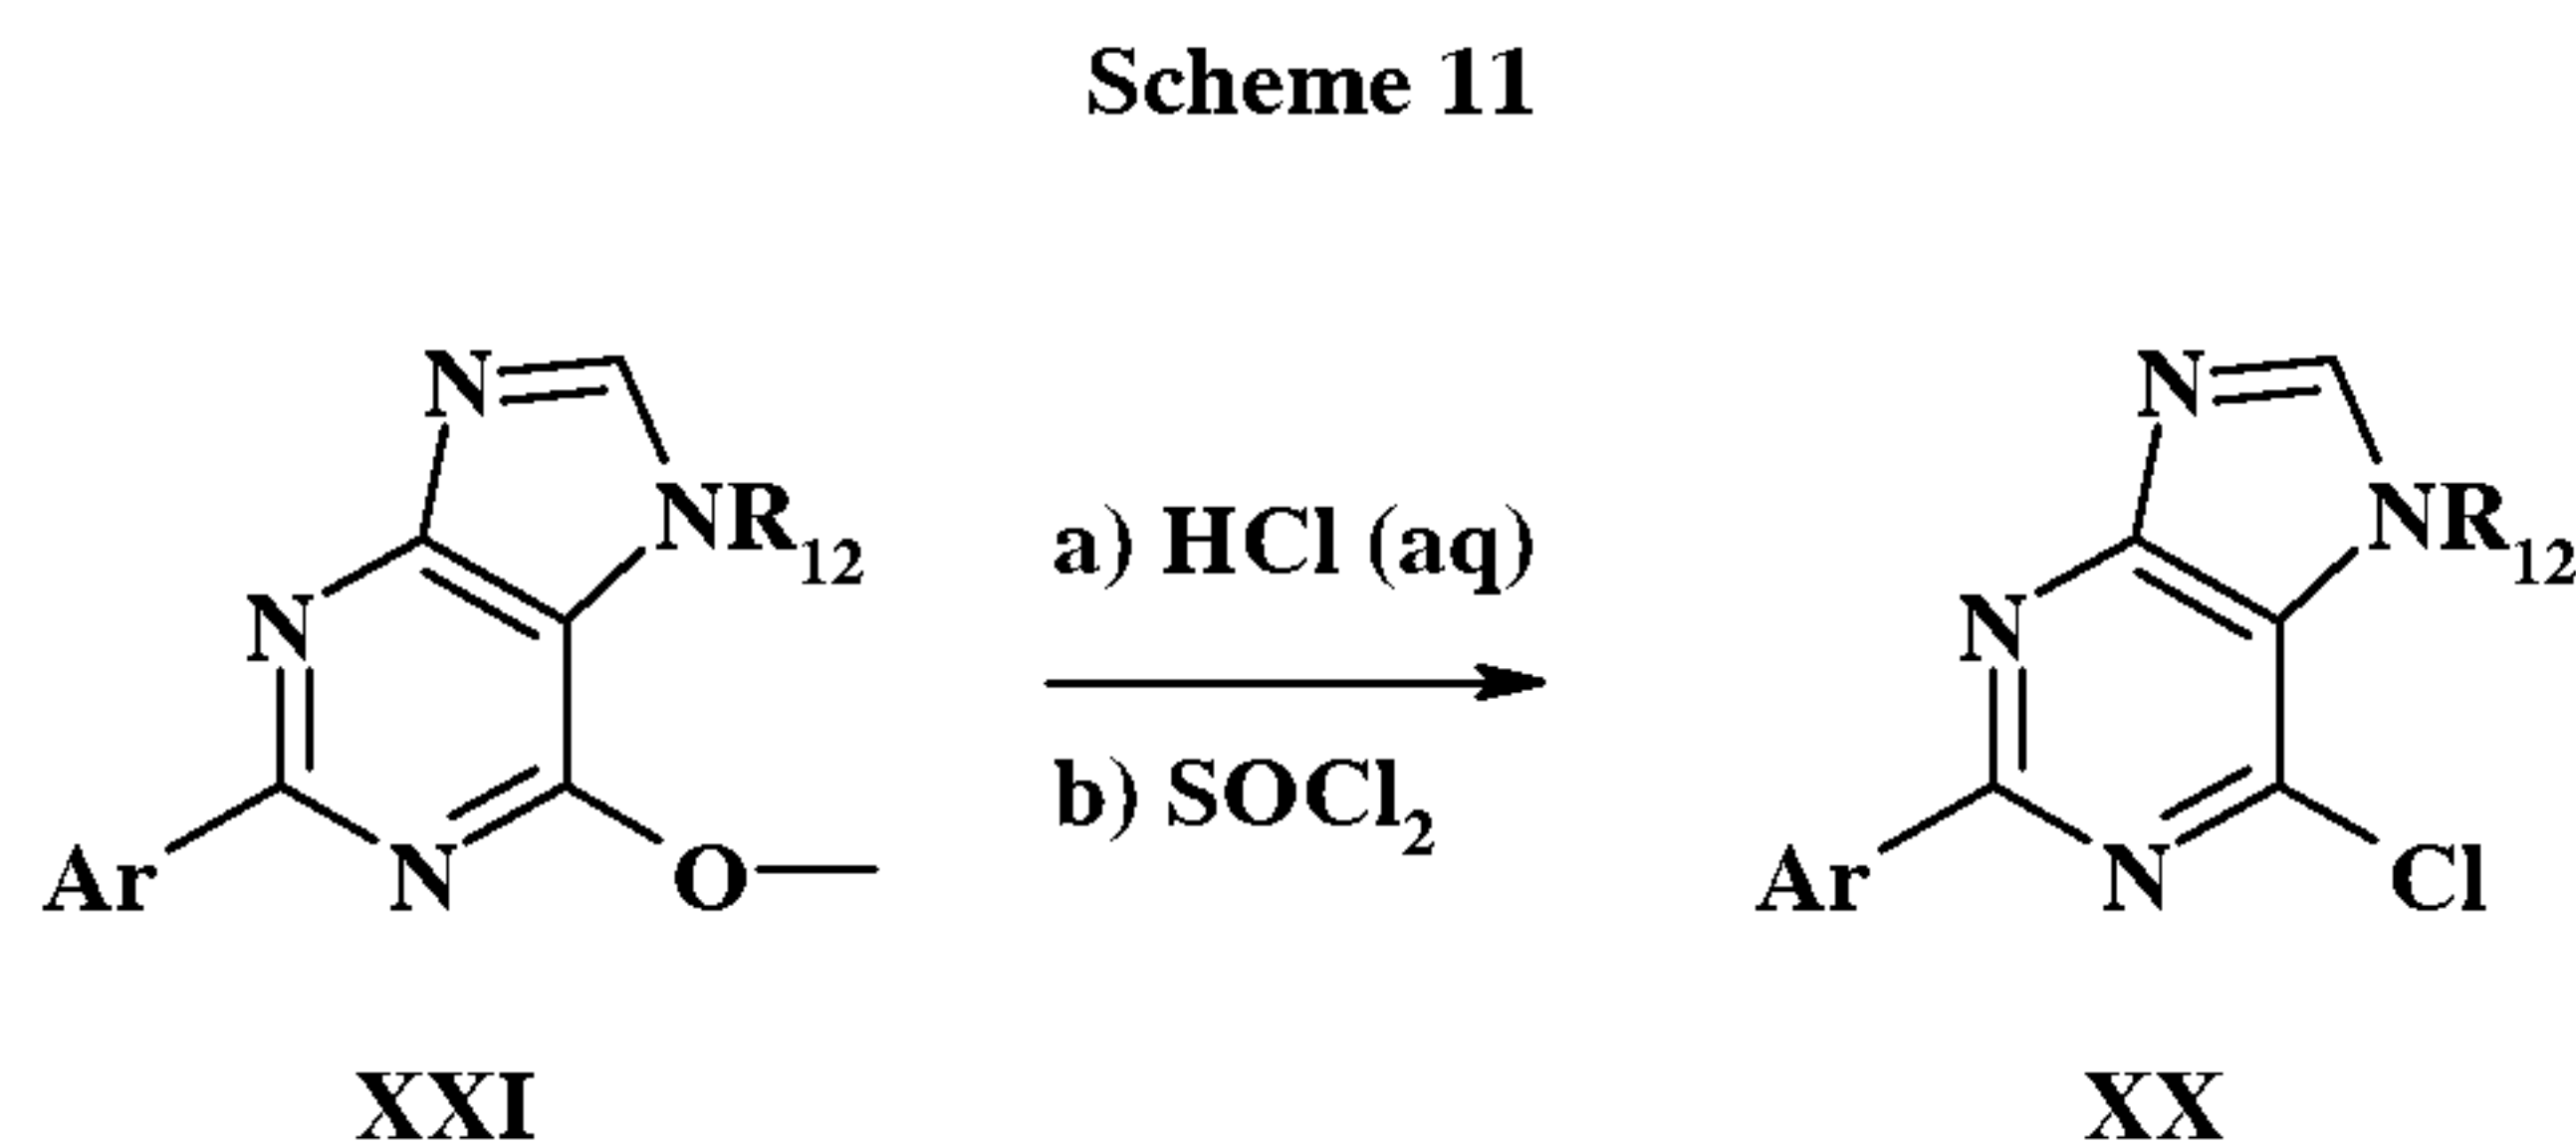 Scheme 11
N
N
NR12
a) HCl (aq)
NR12
N
N
b) SOCl2
Ar
N
O
Ar
N
Cl
XXI
XX